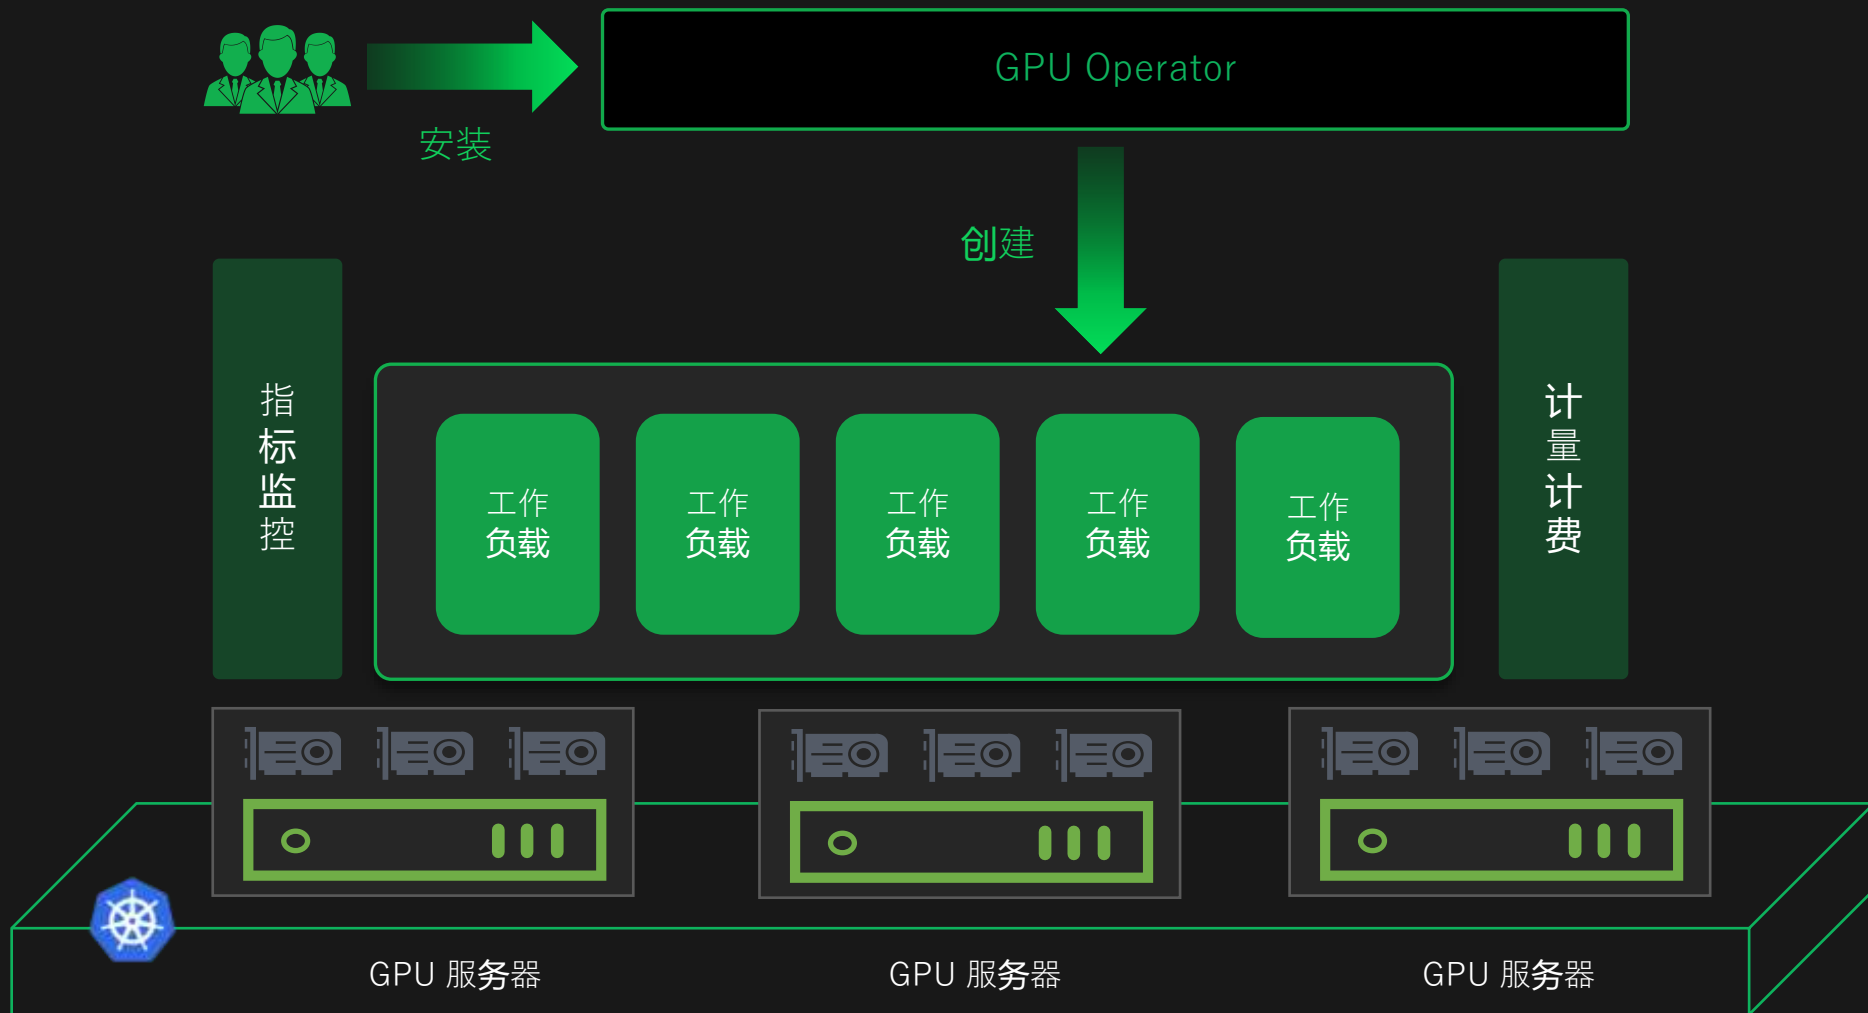 GPU Operator
安装
创建
指标监控
工作
负载
工作
负载
工作
负载
工作
负载
工作
负载
计量计费
GPU 服务器
GPU 服务器
GPU 服务器